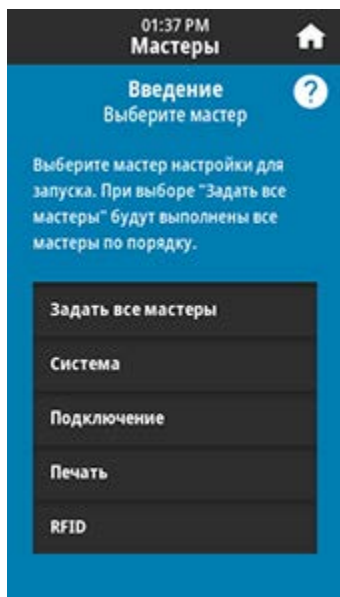 01:37 PM
Мастеры
Введение
Выберите мастер
Выберите мастер настройки для
запуска. При выборе "Задать все
мастеры" будут выполнены все
мастеры по порядку.
Задать все мастеры
Система
Подключение
Печать
RFID